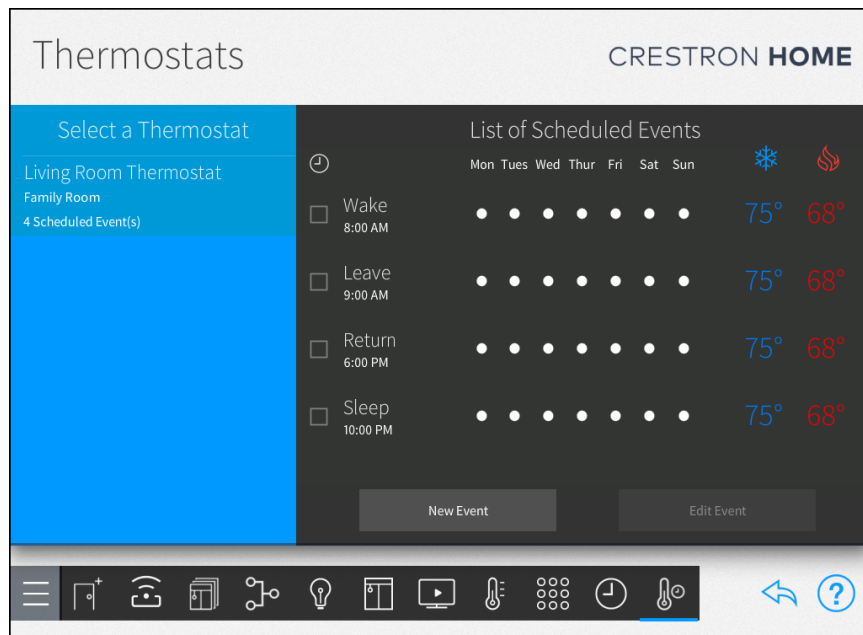 Thermostats
CRESTRON HOME
Select a Thermostat
Living Room Thermostat
Family Room
4 Scheduled Event(s)
List of Scheduled Events
Mon Tues Wed Thur Fri Sat Sun
Wake
8:00 AM
75° 68°
Leave
9:00 AM
75° 68°
Return
6:00 PM
75° 68°
Sleep
10:00 PM
75° 68°
New Event
Edit Event
?